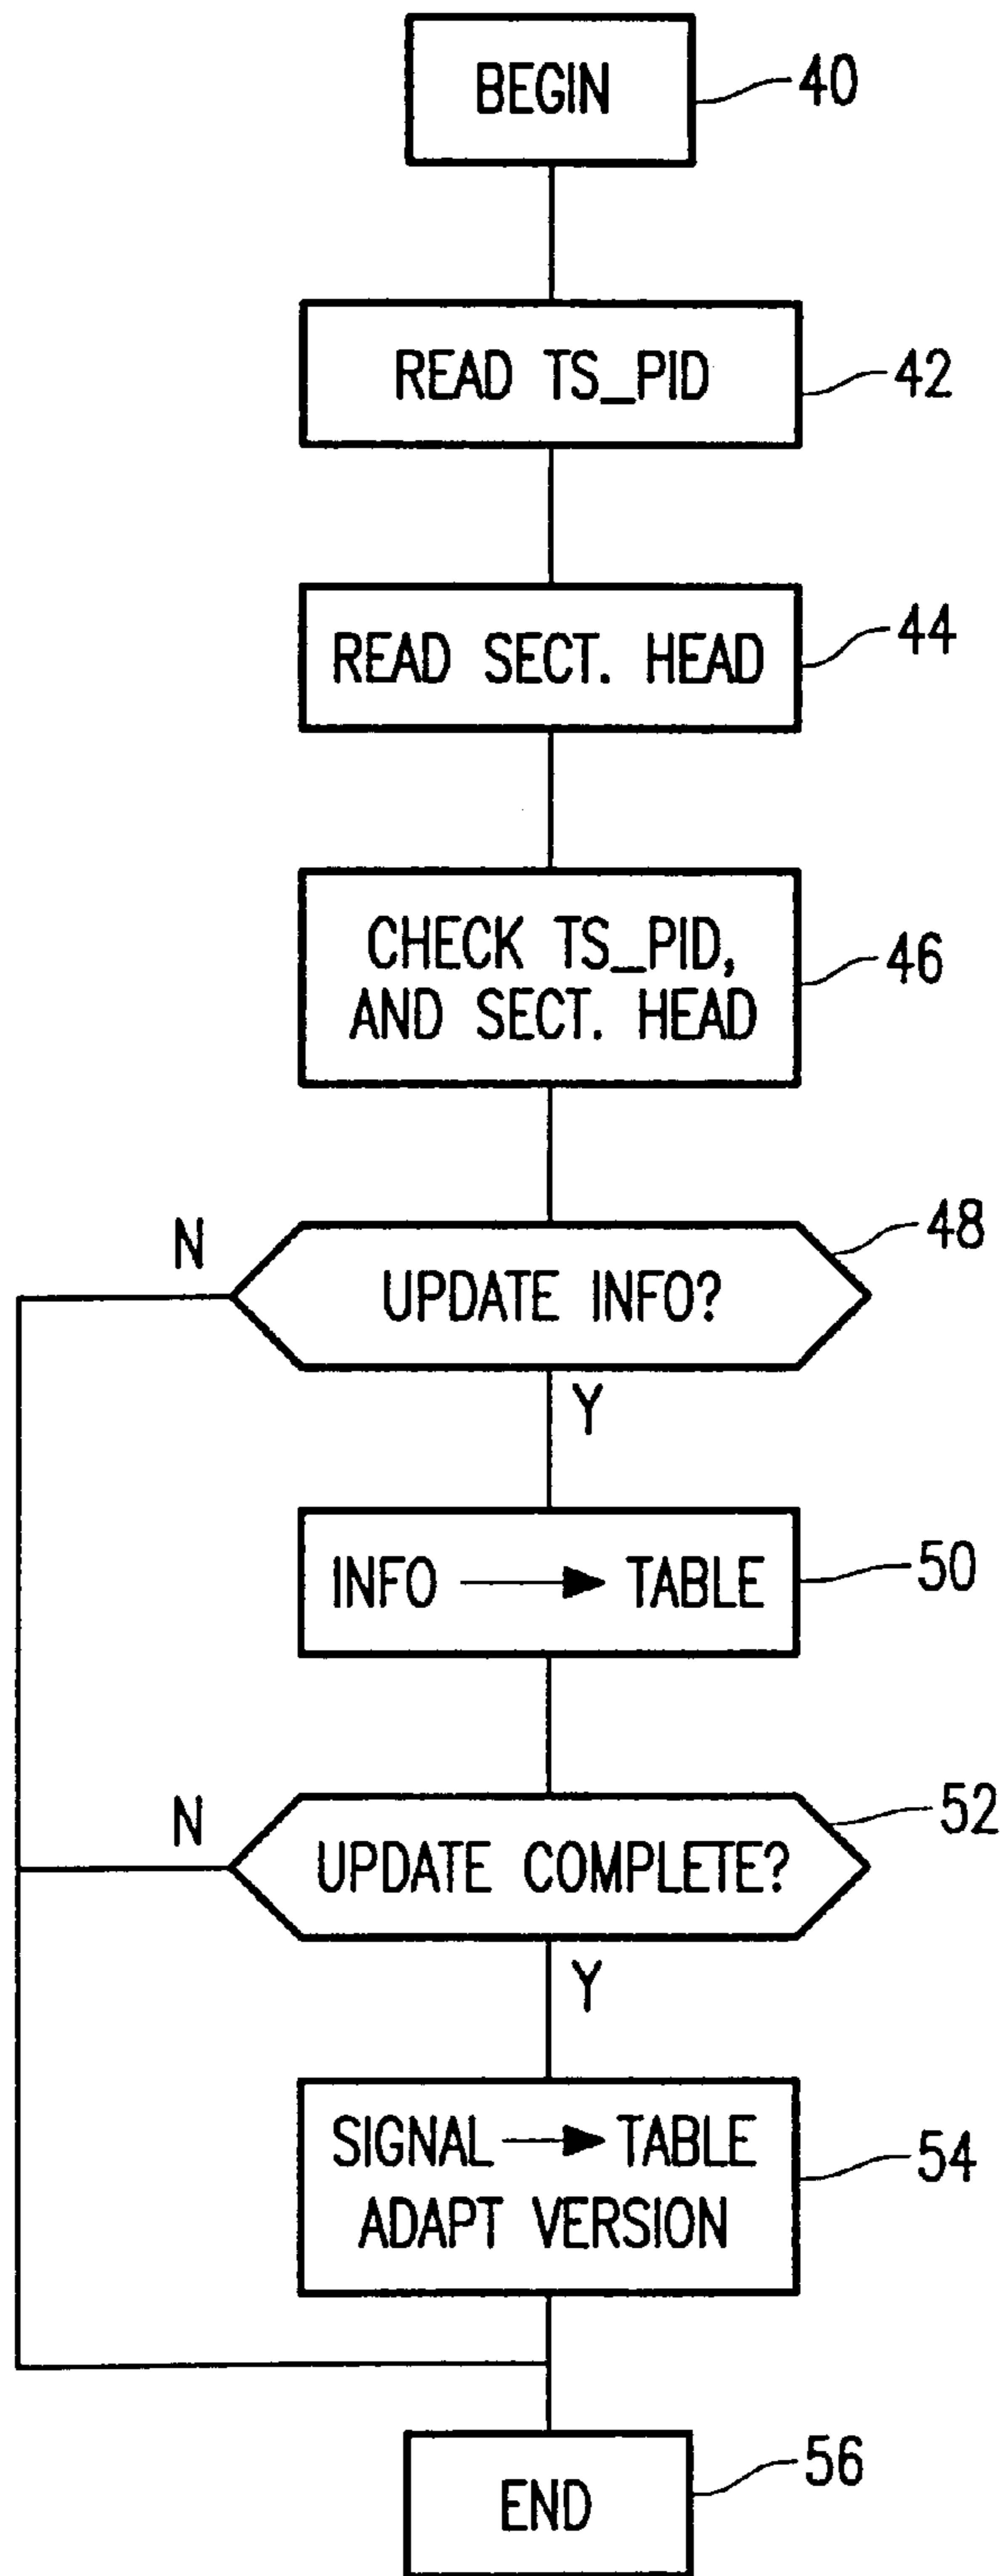 BEGIN
40
READ TS_PID
42
READ SECT. HEAD
44
CHECK TS_PID,
AND SECT. HEAD
46
N
48
UPDATE INFO?
Y
INFO → TABLE
50
N
52
UPDATE COMPLETE?
Y
SIGNAL → TABLE
ADAPT VERSION
54
END
56